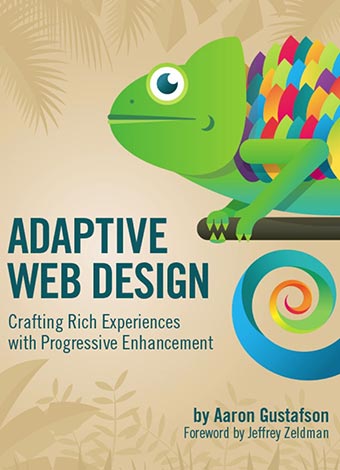 ADAPTIVE
WEB DESIGN
Crafting Rich Experiences
with Progressive Enhancement
by Aaron Gustafson
Foreword by Jeffrey Zeldman